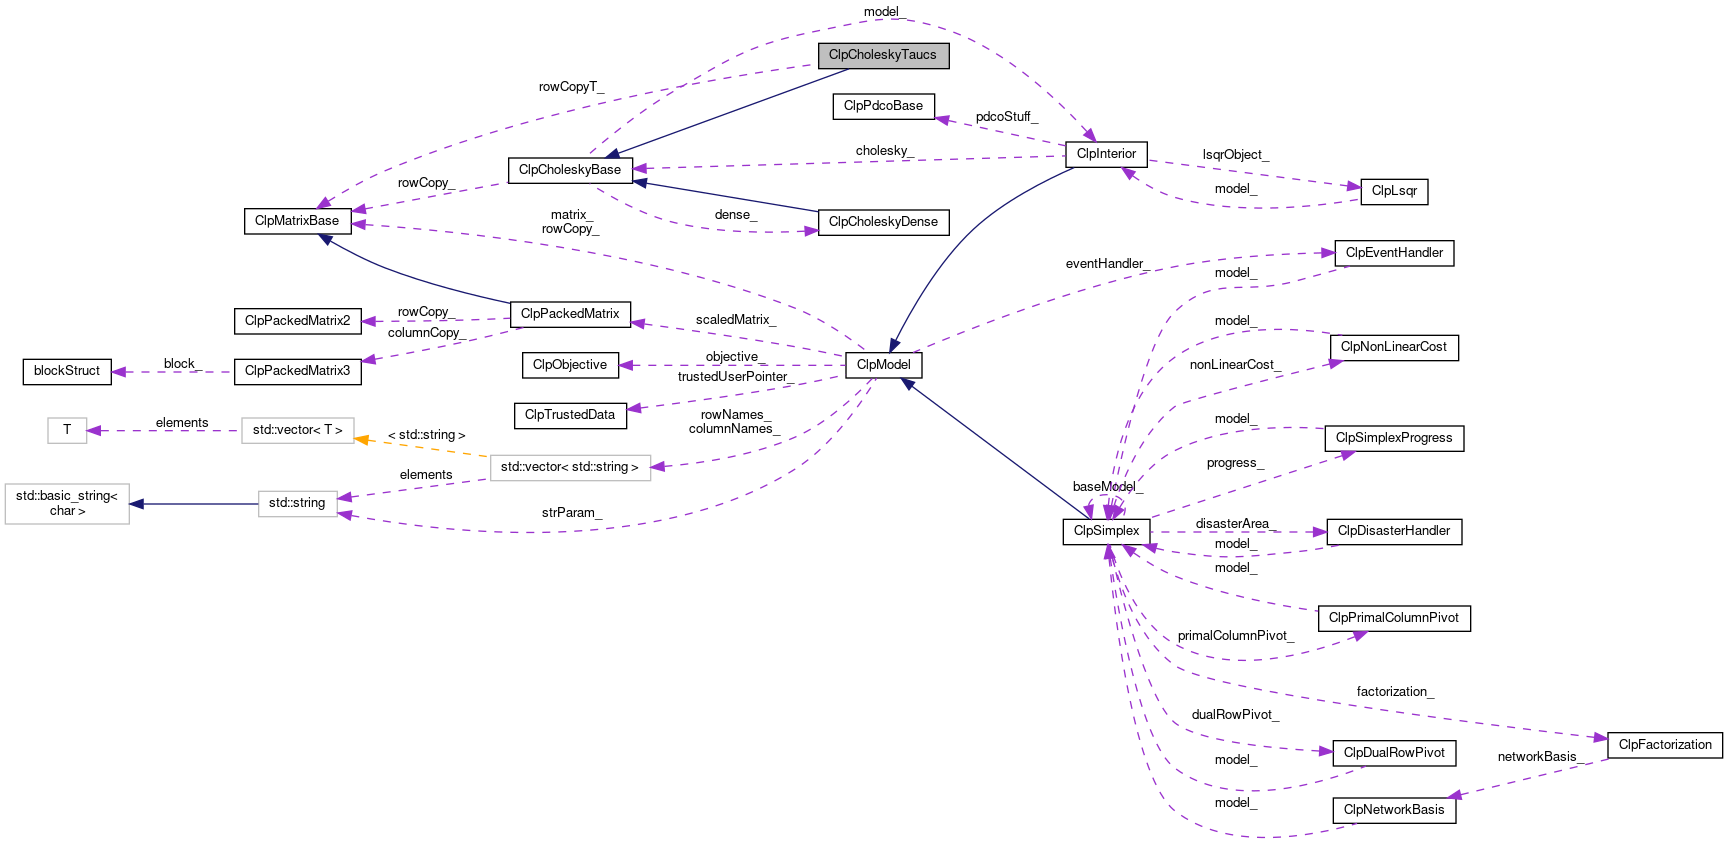 model_
ClpCholeskyTaucs
rowCopyT_
ClpPdcoBase
pdcoStuff_
ClpInterior
cholesky_
lsqrObject_
ClpCholeskyBase
rowCopy_
model_
ClpLsqr
ClpMatrixBase
matrix_
rowCopy_
dense_
ClpCholeskyDense
eventHandler_
ClpEventHandler
model_
ClpPackedMatrix2
rowCopy_
columnCopy_
ClpPackedMatrix
scaledMatrix_
model_
ClpNonLinearCost
nonLinearCost_
blockStruct
block_
ClpPackedMatrix3
ClpObjective
objective_
trustedUserPointer_
ClpModel
ClpTrustedData
T
elements
std::vector< T >
< std::string >
rowNames_
columnNames_
std::vector< std::string >
elements
model_
ClpSimplexProgress
progress_
baseModel_
std::basic_string<
char >
std::string
strParam_
ClpSimplex
disasterArea_
ClpDisasterHandler
model_
model_
ClpPrimalColumnPivot
primalColumnPivot_
factorization_
dualRowPivot_
ClpDualRowPivot
model_
ClpFactorization
networkBasis_
model_
ClpNetworkBasis